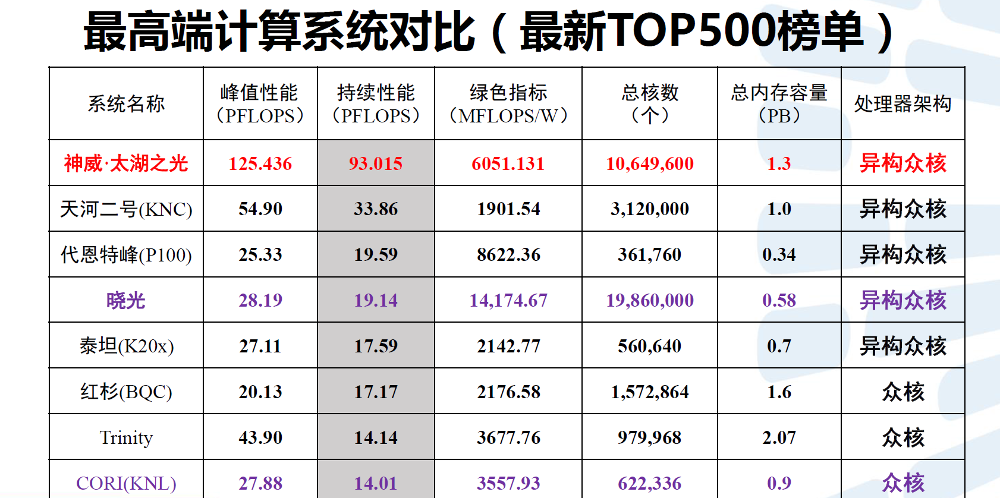 最高端计算系统对比（最新TOP500榜单）
系统名称 峰值性能（PFLOPS） 持续性能（PFLOPS） 绿色指标（MFLOPS/W） 总核数（个） 总内存容量（PB） 处理器架构
神威·太湖之光 125.436 93.015 6051.131 10,649,600 1.3 异构众核
天河二号(KNC) 54.90 33.86 1901.54 3,120,000 1.0 异构众核
代恩特峰(P100) 25.33 19.59 8622.36 361,760 0.34 异构众核
晓光 28.19 19.14 14,174.67 19,860,000 0.58 异构众核
泰坦(K20x) 27.11 17.59 2142.77 560,640 0.7 异构众核
红杉(BQC) 20.13 17.17 2176.58 1,572,864 1.6 众核
Trinity 43.90 14.14 3677.76 979,968 2.07 众核
CORI(KNL) 27.88 14.01 3557.93 622,336 0.9 众核